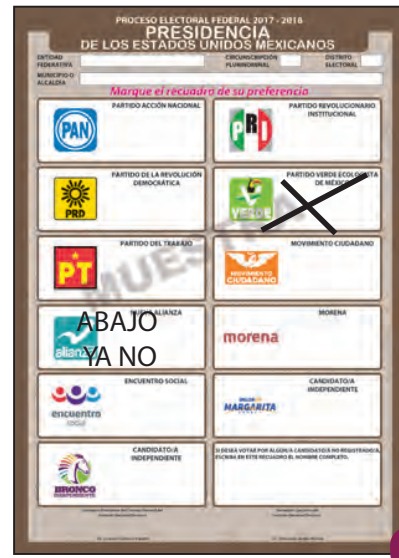 PROCESO ELECTORAL FEDERAL 2017 - 2018
PRESIDENCIA
DE LOS ESTADOS UNIDOS MEXICANOS
ENTIDAD FEDERATIVA
CIRCUNSCRIPCIÓN PLURINOMINAL
DISTRITO ELECTORAL
MUNICIPIO O ALCALDÍA
Marque el recuadro de su preferencia
PARTIDO ACCIÓN NACIONAL
PAN
PARTIDO REVOLUCIONARIO INSTITUCIONAL
PRI
PARTIDO DE LA REVOLUCIÓN DEMOCRÁTICA
PRD
PARTIDO VERDE ECOLOGISTA DE MÉXICO
VERDE
PARTIDO DEL TRABAJO
PT
MOVIMIENTO CIUDADANO
MOVIMIENTO CIUDADANO
MUESTRA
NUEVA ALIANZA
alianza
ABAJO
YA NO
MORENA
morena
ENCUENTRO SOCIAL
encuentro
social
CANDIDATO/A INDEPENDIENTE
MARGARITA
CANDIDATO/A INDEPENDIENTE
BRONCO
INDEPENDIENTE
SI DESEA VOTAR POR ALGÚN/A CANDIDATO/A NO REGISTRADO/A,
ESCRIBA EN ESTE RECUADRO EL NOMBRE COMPLETO.